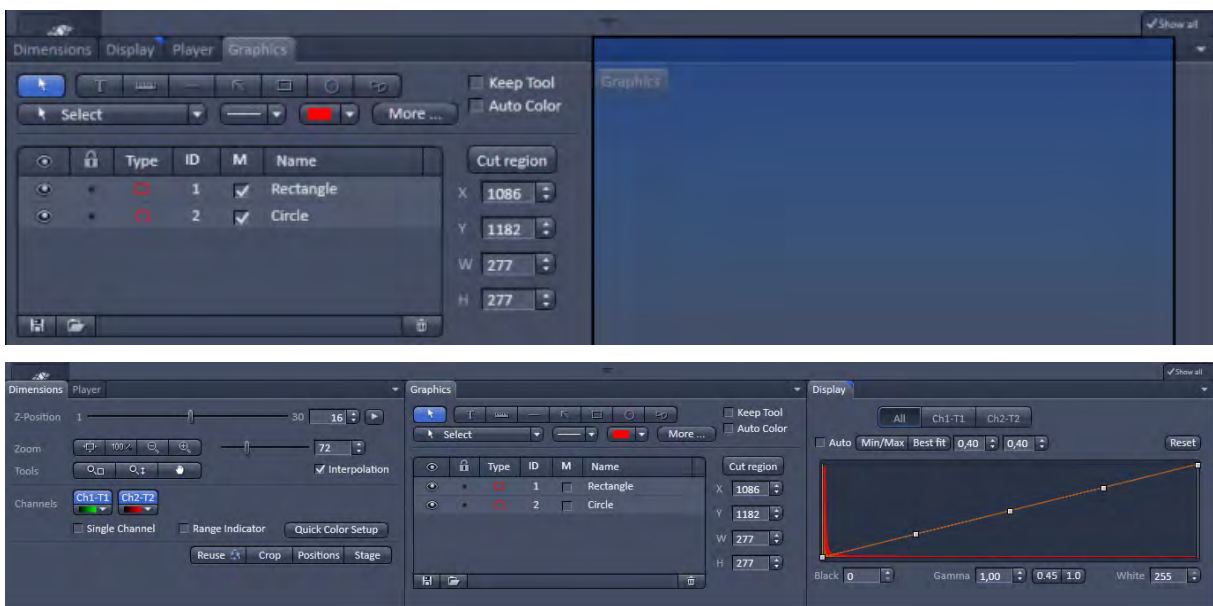 Show all
Dimensions Display Player Graphics
Keep Tool
Graphics
Select More ... Auto Color
Type ID M Name Cut region
1 Rectangle X 1086
2 Circle
Y 1182
W 277
H 277
Show all
Dimensions Player Graphics Display
Z-Position 1 30 16 Keep Tool All Ch1-T1 Ch2-T2
Select More ... Auto Color
Zoom 100% 72 Auto Min/Max Best fit 0,40 0,40 Reset
Tools Interpolation Type ID M Name Cut region
1 Rectangle X 1086
Channels Ch1-T1 Ch2-T2 2 Circle
Y 1182
Single Channel Range Indicator Quick Color Setup W 277
Reuse Crop Positions Stage H 277
Black 0 Gamma 1,00 0.45 1.0 White 255